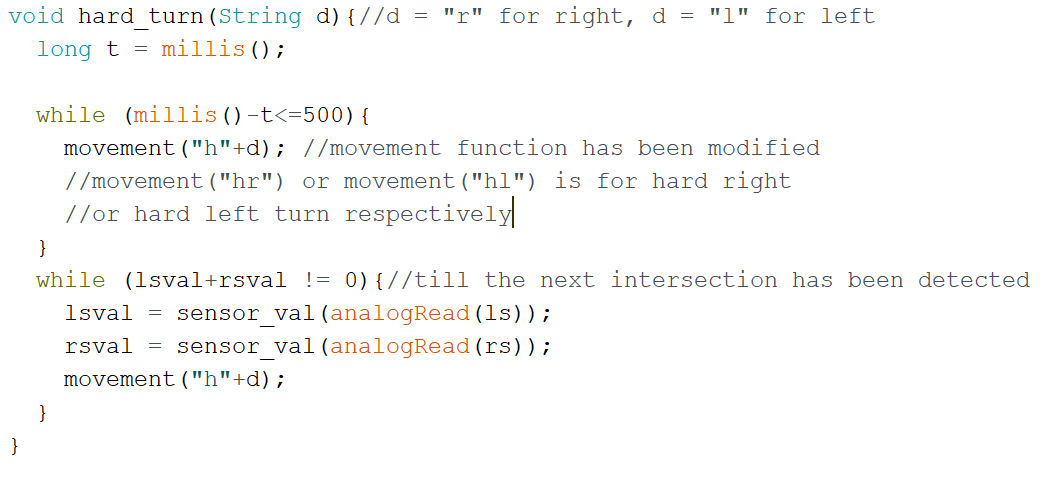 void hard_turn(String d){//d = "r" for right, d = "l" for left
  long t = millis();

  while (millis()-t<=500){
    movement("h"+d); //movement function has been modified
    //movement("hr") or movement("hl") is for hard right
    //or hard left turn respectively
  }
  while (lsval+rsval != 0){//till the next intersection has been detected
    lsval = sensor_val(analogRead(ls));
    rsval = sensor_val(analogRead(rs));
    movement("h"+d);
  }
}